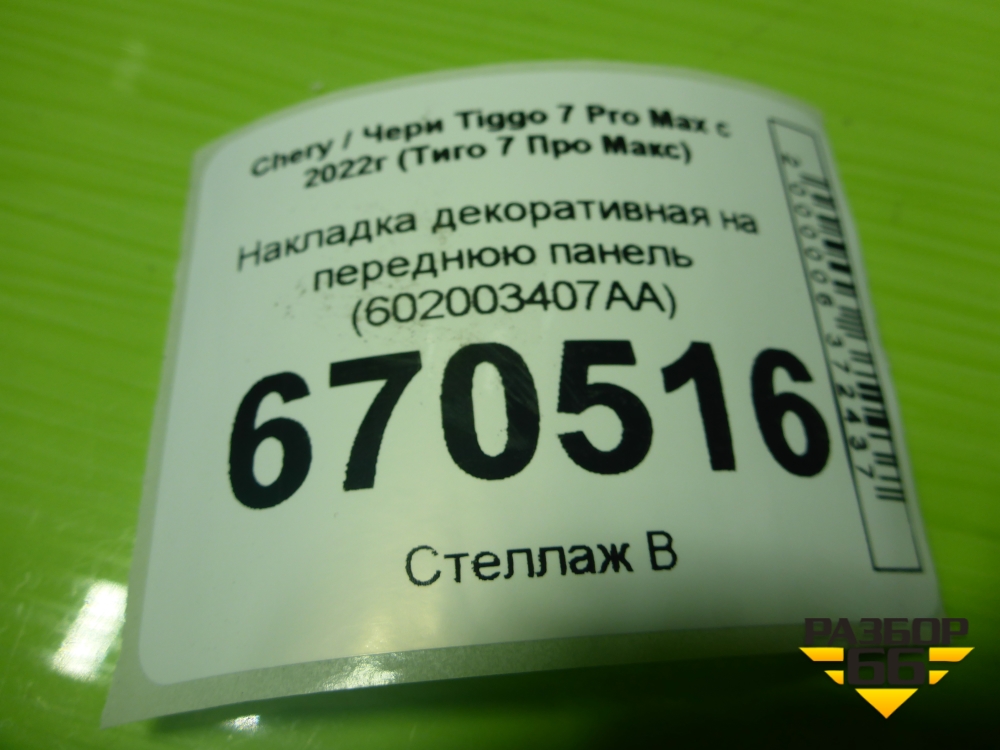 Chery / Чери Tiggo 7 Pro Max с
2022г (Тиго 7 Про Макс)
Накладка декоративная на
переднюю панель
(602003407AA)
670516
Стеллаж В
2000006372437
РАЗБОР
66